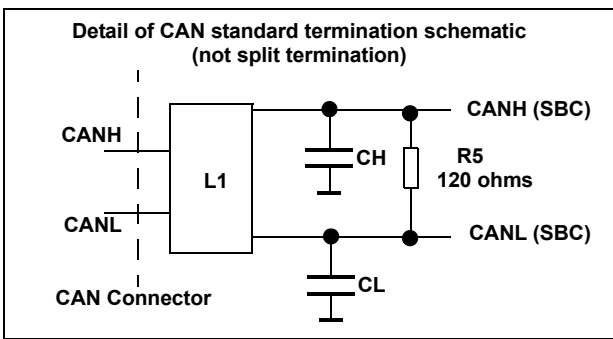 Detail of CAN standard termination schematic
(not split termination)
CANH
CANH (SBC)
CH
R5
120 ohms
L1
CANL
CANL (SBC)
CL
CAN Connector